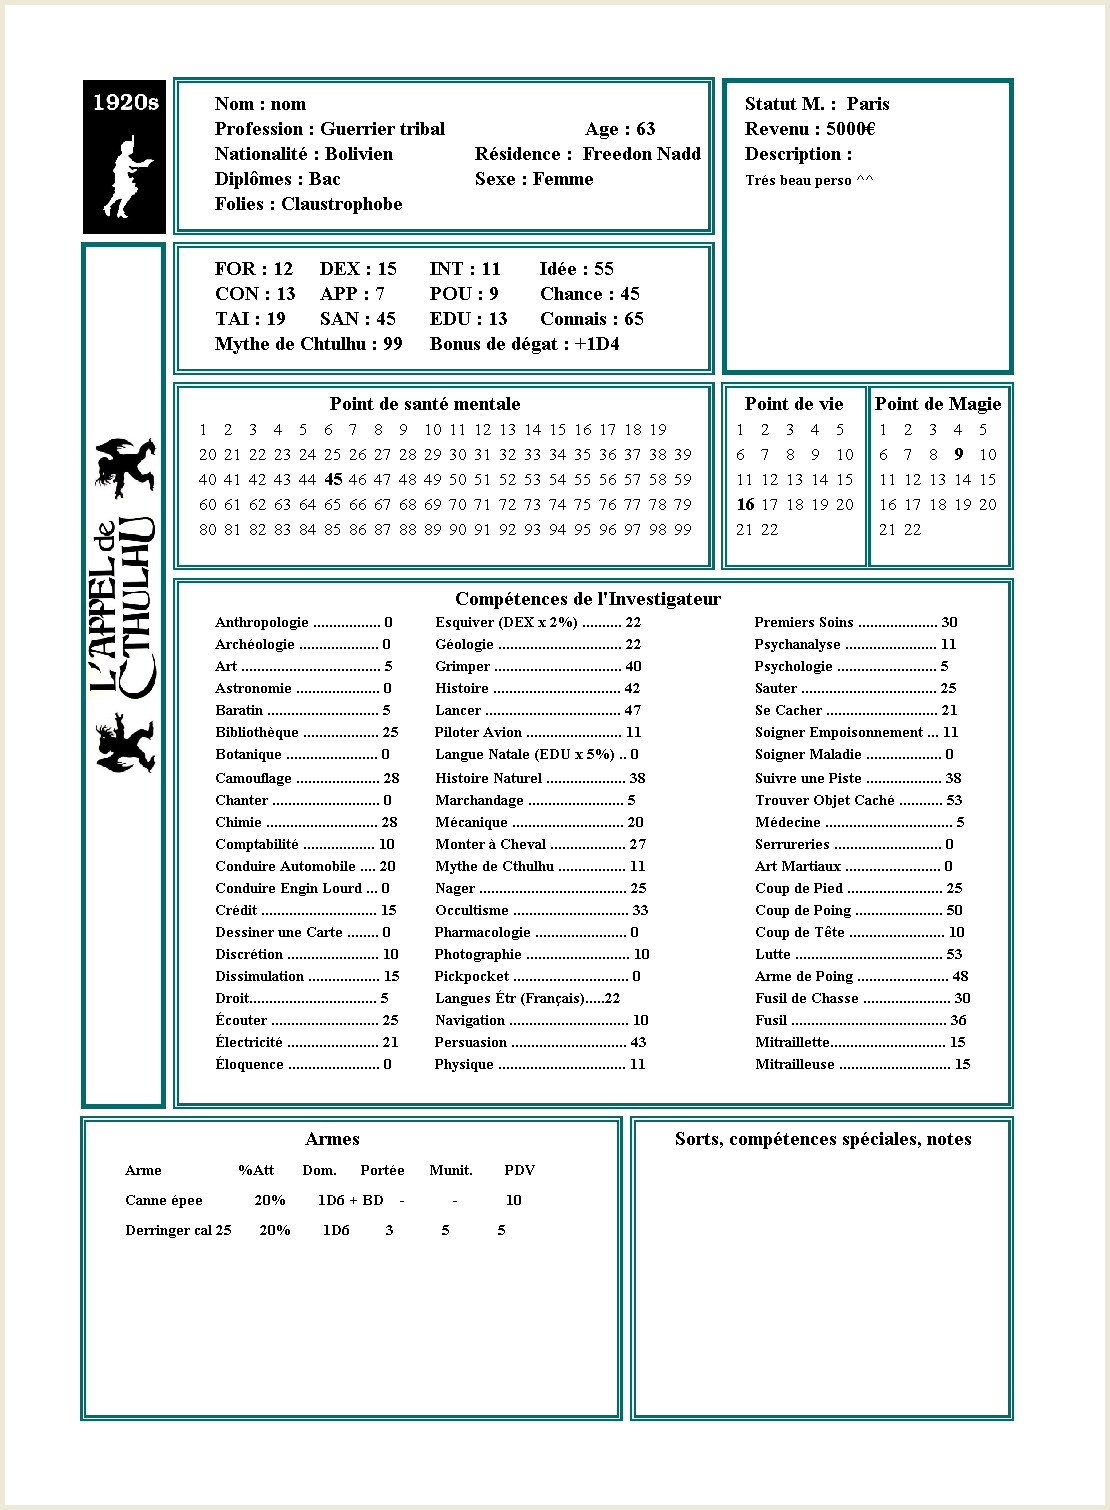 1920s
Nom : nom
Profession : Guerrier tribal Age : 63
Nationalité : Bolivien Résidence : Freedon Nadd
Diplômes : Bac Sexe : Femme
Folies : Claustrophobe
Statut M. : Paris
Revenu : 5000€
Description :
Trés beau perso ^^
FOR : 12 DEX : 15 INT : 11 Idée : 55
CON : 13 APP : 7 POU : 9 Chance : 45
TAI : 19 SAN : 45 EDU : 13 Connais : 65
Mythe de Chtulhu : 99 Bonus de dégat : +1D4
L'APPEL de CTHULHU
Point de santé mentale
1 2 3 4 5 6 7 8 9 10 11 12 13 14 15 16 17 18 19
20 21 22 23 24 25 26 27 28 29 30 31 32 33 34 35 36 37 38 39
40 41 42 43 44 45 46 47 48 49 50 51 52 53 54 55 56 57 58 59
60 61 62 63 64 65 66 67 68 69 70 71 72 73 74 75 76 77 78 79
80 81 82 83 84 85 86 87 88 89 90 91 92 93 94 95 96 97 98 99
Point de vie
1 2 3 4 5
6 7 8 9 10
11 12 13 14 15
16 17 18 19 20
21 22
Point de Magie
1 2 3 4 5
6 7 8 9 10
11 12 13 14 15
16 17 18 19 20
21 22
Compétences de l'Investigateur
Anthropologie ................. 0
Archéologie .................... 0
Art ................................... 5
Astronomie ..................... 0
Baratin ............................ 5
Bibliothèque ................... 25
Botanique ....................... 0
Camouflage ..................... 28
Chanter ........................... 0
Chimie ............................ 28
Comptabilité .................. 10
Conduire Automobile .... 20
Conduire Engin Lourd ... 0
Crédit ............................. 15
Dessiner une Carte ........ 0
Discrétion ....................... 10
Dissimulation .................. 15
Droit................................ 5
Écouter ........................... 25
Électricité ....................... 21
Éloquence ....................... 0
Esquiver (DEX x 2%) .......... 22
Géologie ............................... 22
Grimper ................................ 40
Histoire ................................ 42
Lancer .................................. 47
Piloter Avion ......................... 11
Langue Natale (EDU x 5%) .. 0
Histoire Naturel .................... 38
Marchandage ........................ 5
Mécanique ............................ 20
Monter à Cheval ................... 27
Mythe de Cthulhu ................. 11
Nager ..................................... 25
Occultisme ............................. 33
Pharmacologie ....................... 0
Photographie .......................... 10
Pickpocket ............................. 0
Langues Étr (Français).....22
Navigation .............................. 10
Persuasion ............................. 43
Physique ................................ 11
Premiers Soins .................... 30
Psychanalyse ....................... 11
Psychologie ......................... 5
Sauter .................................. 25
Se Cacher ............................ 21
Soigner Empoisonnement ... 11
Soigner Maladie ................... 0
Suivre une Piste ................... 38
Trouver Objet Caché ........... 53
Médecine ................................ 5
Serrureries ........................... 0
Art Martiaux ........................ 0
Coup de Pied ........................ 25
Coup de Poing ...................... 50
Coup de Tête ........................ 10
Lutte ..................................... 53
Arme de Poing ....................... 48
Fusil de Chasse ...................... 30
Fusil ....................................... 36
Mitraillette............................. 15
Mitrailleuse ............................ 15
Armes
Arme %Att Dom. Portée Munit. PDV
Canne épee 20% 1D6 + BD - - 10
Derringer cal 25 20% 1D6 3 5 5
Sorts, compétences spéciales, notes